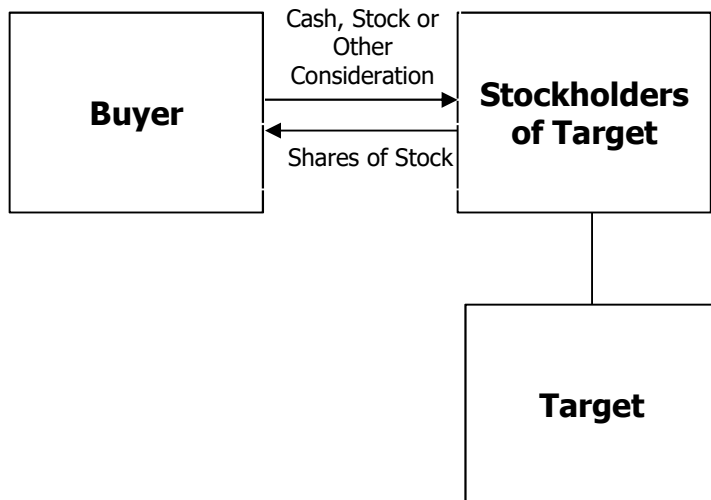 Cash, Stock or
Other
Consideration
Buyer
Stockholders
of Target
Shares of Stock
Target